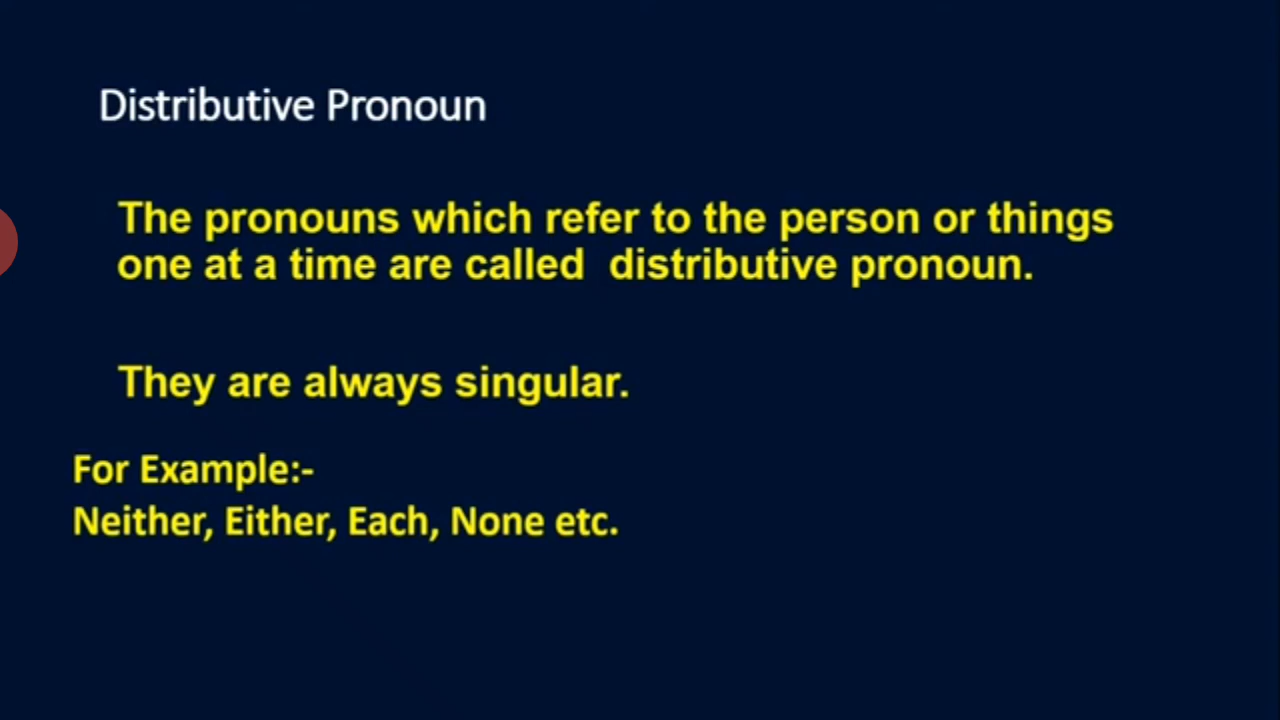 Distributive Pronoun
The pronouns which refer to the person or things
one at a time are called  distributive pronoun.
They are always singular.
For Example:-
Neither, Either, Each, None etc.